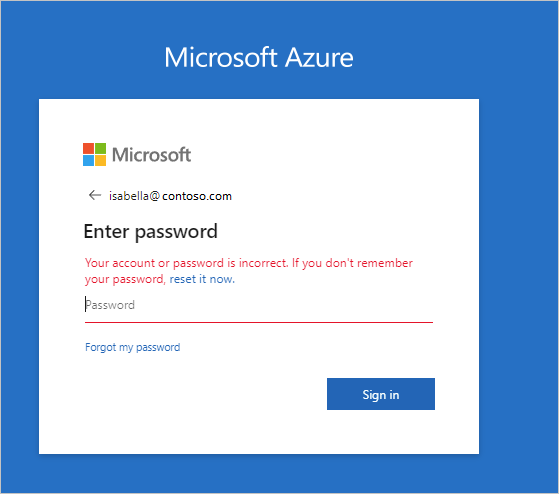 Microsoft Azure
Microsoft
isabella@contoso.com
Enter password
Your account or password is incorrect. If you don't remember
your password, reset it now.
Password
Forgot my password
Sign in